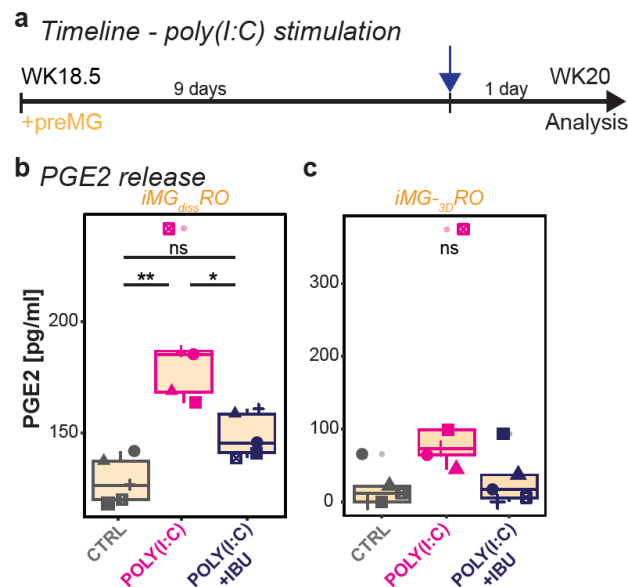 a Timeline - poly(I:C) stimulation
WK18.5 9 days 1 day WK20
+preMG Analysis
b PGE2 release c
iMGdissRO iMG-3DRO
ns
** *
ns
PGE2 [pg/ml]
200
150
300
200
100
0
CTRL
POLY(I:C)
POLY(I:C)
+IBU
CTRL
POLY(I:C)
POLY(I:C)
+IBU